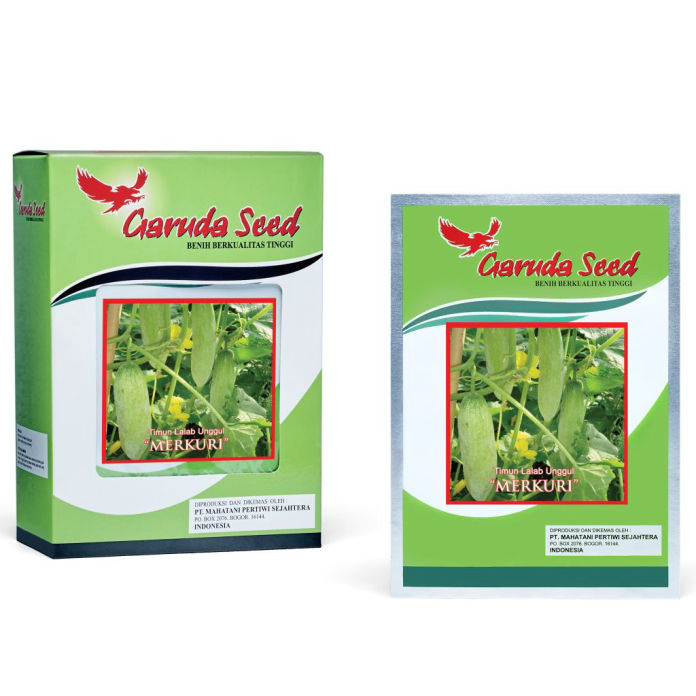 Garuda Seed
BENIH BERKUALITAS TINGGI
Timun Lalab Unggul
"MERKURI"
DIPRODUKSI DAN DIKEMAS OLEH
PT. MAHATANI PERTIWI SEJAHTERA
PO. BOX 2076. BOGOR. 16144.
INDONESIA
Garuda Seed
Garuda Seed
BENIH BERKUALITAS TINGGI
Timun Lalab Unggul
"MERKURI"
DIPRODUKSI DAN DIKEMAS OLEH :
PT. MAHATANI PERTIWI SEJAHTERA
PO. BOX 2076. BOGOR. 16144.
INDONESIA